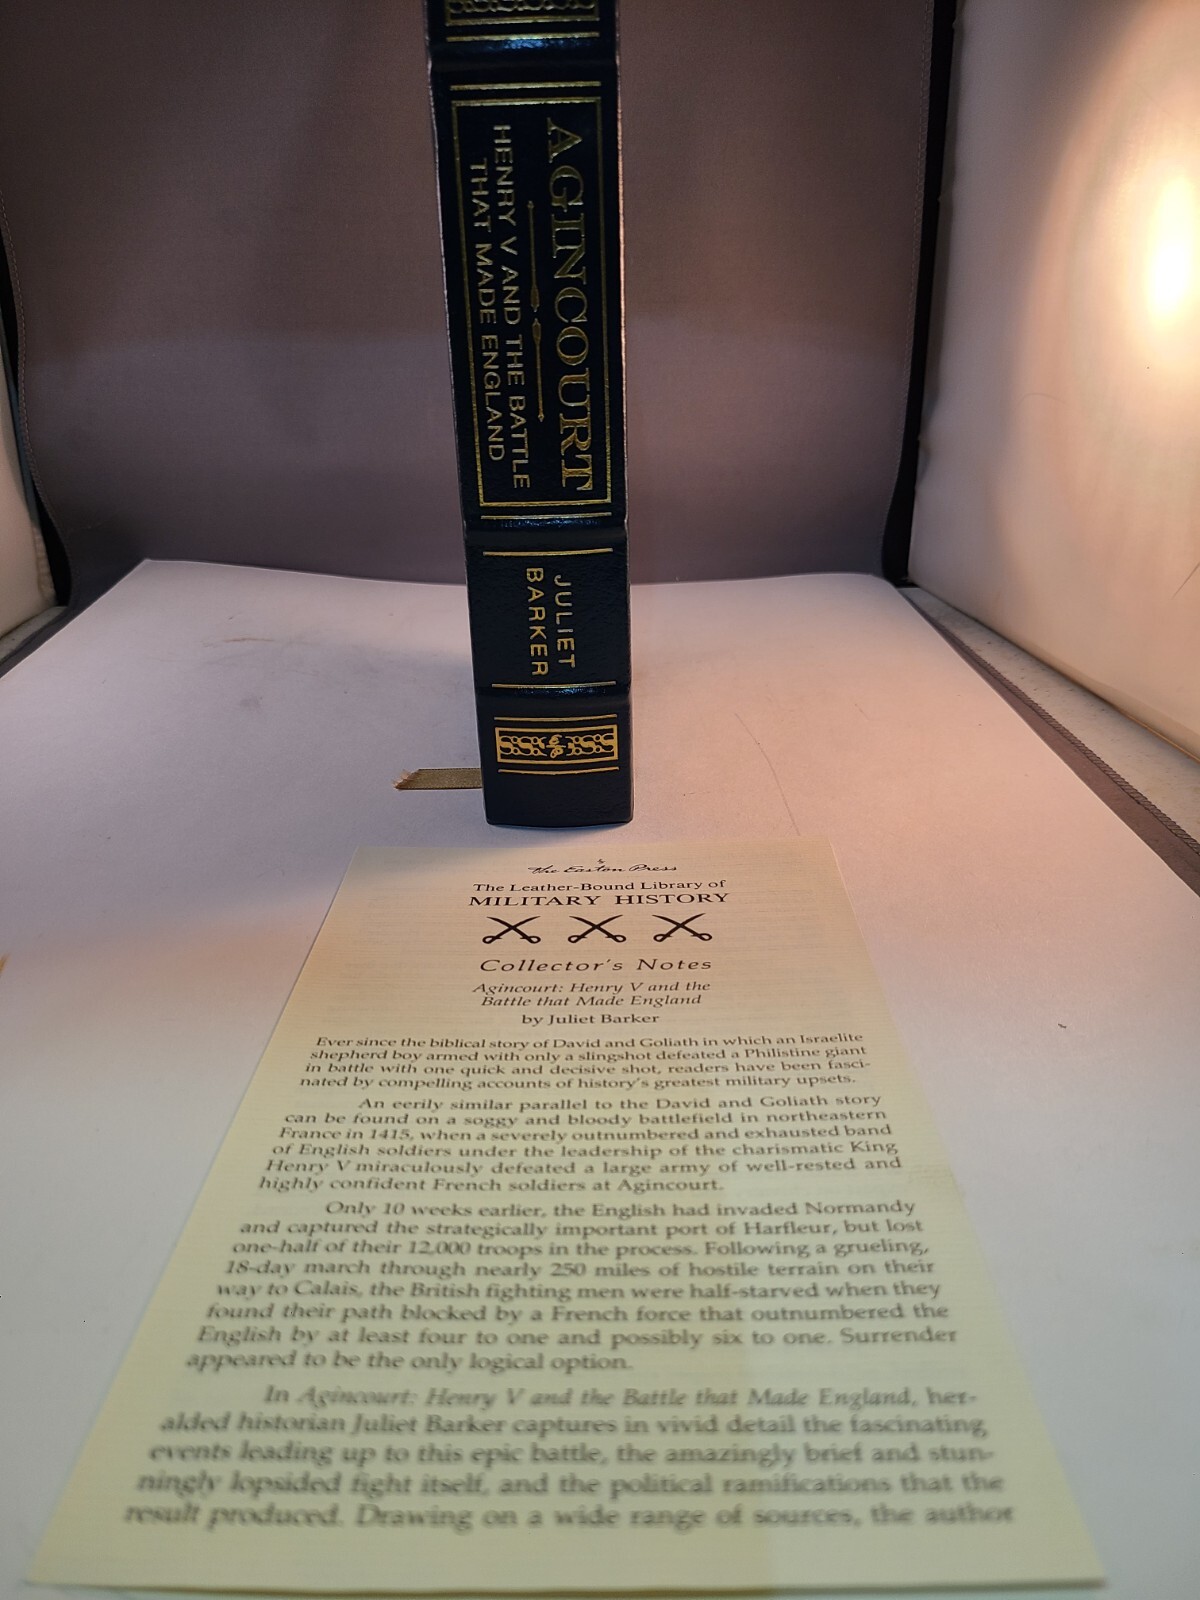 AGINCOURT
HENRY V AND THE BATTLE
THAT MADE ENGLAND
JULIET
BARKER
The Easton Press
The Leather-Bound Library of
MILITARY HISTORY
Collector's Notes
Agincourt: Henry V and the
Battle that Made England
by Juliet Barker
Ever since the biblical story of David and Goliath in which an Israelite
shepherd boy armed with only a slingshot defeated a Philistine giant
in battle with one quick and decisive shot, readers have been fasci-
nated by compelling accounts of history's greatest military upsets.
An eerily similar parallel to the David and Goliath story
can be found on a soggy and bloody battlefield in northeastern
France in 1415, when a severely outnumbered and exhausted band
of English soldiers under the leadership of the charismatic King
Henry V miraculously defeated a large army of well-rested and
highly confident French soldiers at Agincourt.
Only 10 weeks earlier, the English had invaded Normandy
and captured the strategically important port of Harfleur, but lost
one-half of their 12,000 troops in the process. Following a grueling,
18-day march through nearly 250 miles of hostile terrain on their
way to Calais, the British fighting men were half-starved when they
found their path blocked by a French force that outnumbered the
English by at least four to one and possibly six to one. Surrender
appeared to be the only logical option.
In Agincourt: Henry V and the Battle that Made England, her-
alded historian Juliet Barker captures in vivid detail the fascinating
events leading up to this epic battle, the amazingly brief and stun-
ningly lopsided fight itself, and the political ramifications that the
result produced. Drawing on a wide range of sources, the author